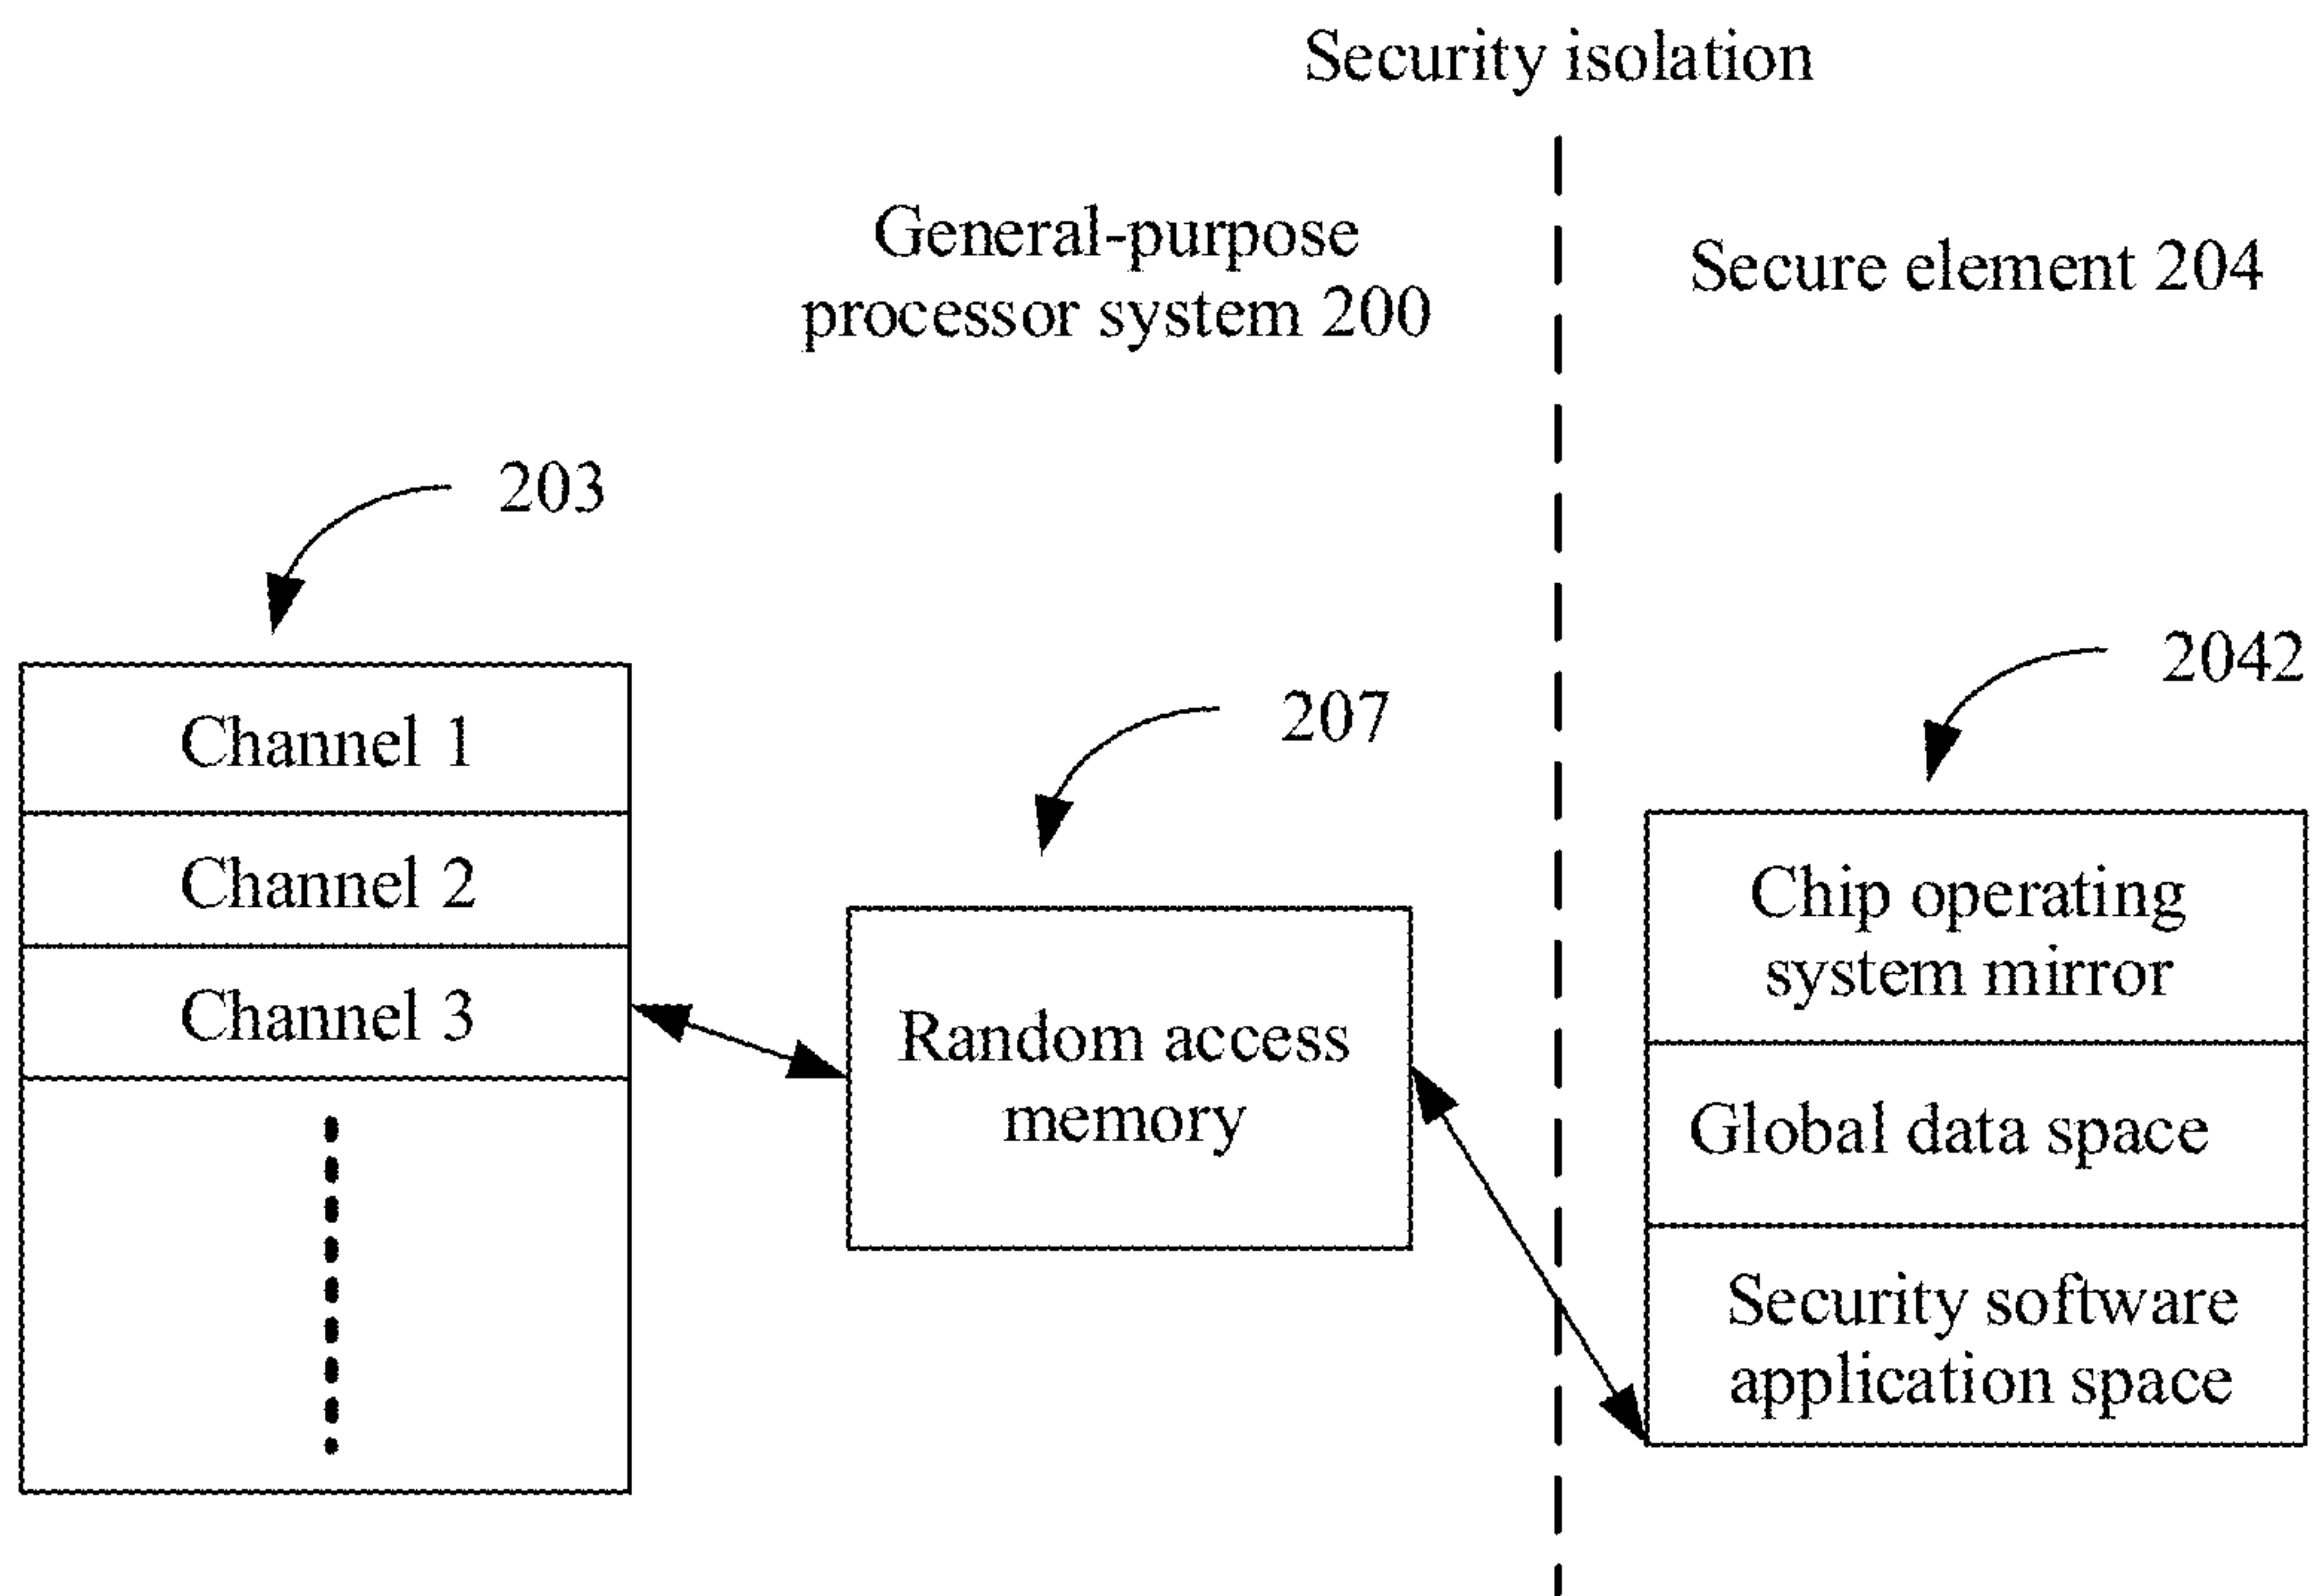 Security isolation
General-purpose
processor system 200
Secure element 204
203
Channel 1
Channel 2
Channel 3
207
Random access
memory
2042
Chip operating
system mirror
Global data space
Security software
application space